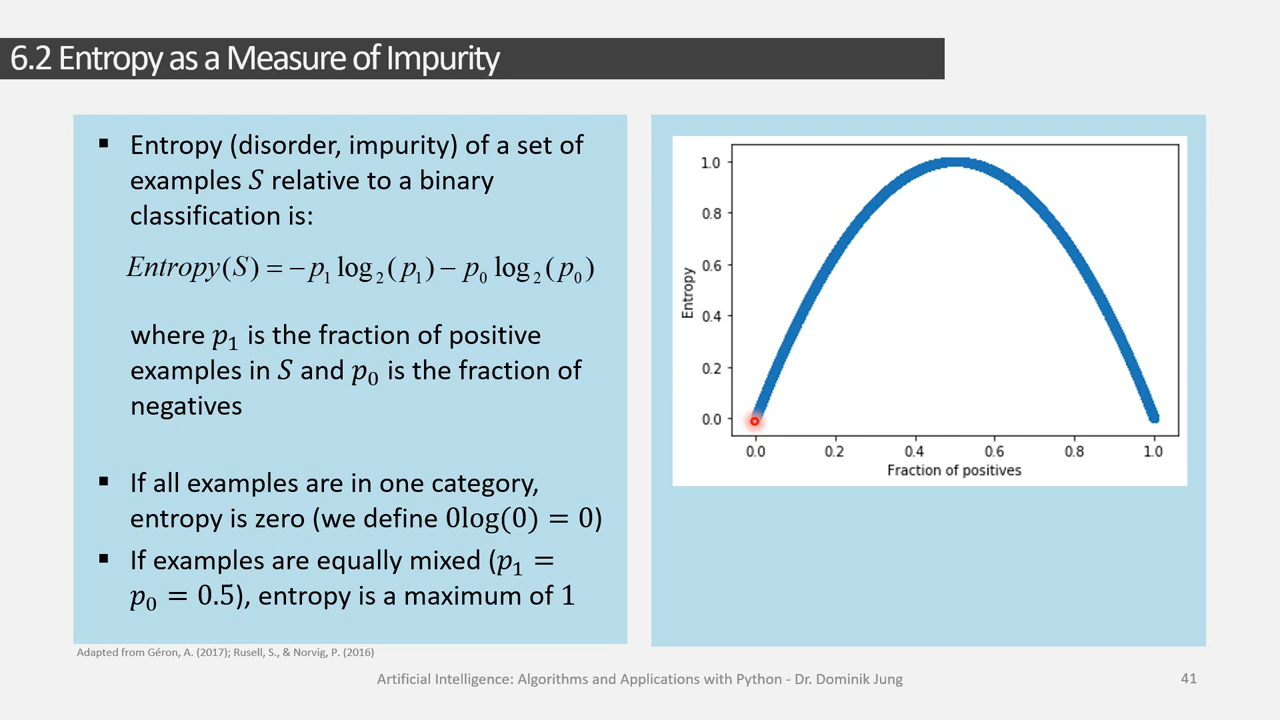 6.2 Entropy as a Measure of Impurity
▪ Entropy (disorder, impurity) of a set of
examples S relative to a binary
classification is:
Entropy(S) = −p₁ log₂(p₁) − p₀ log₂(p₀)
where p₁ is the fraction of positive
examples in S and p₀ is the fraction of
negatives
▪ If all examples are in one category,
entropy is zero (we define 0log(0) = 0)
▪ If examples are equally mixed (p₁ =
p₀ = 0.5), entropy is a maximum of 1
1.0
0.8
0.6
0.4
0.2
0.0
Entropy
0.0 0.2 0.4 0.6 0.8 1.0
Fraction of positives
Adapted from Géron, A. (2017); Rusell, S., & Norvig, P. (2016)
Artificial Intelligence: Algorithms and Applications with Python - Dr. Dominik Jung
41